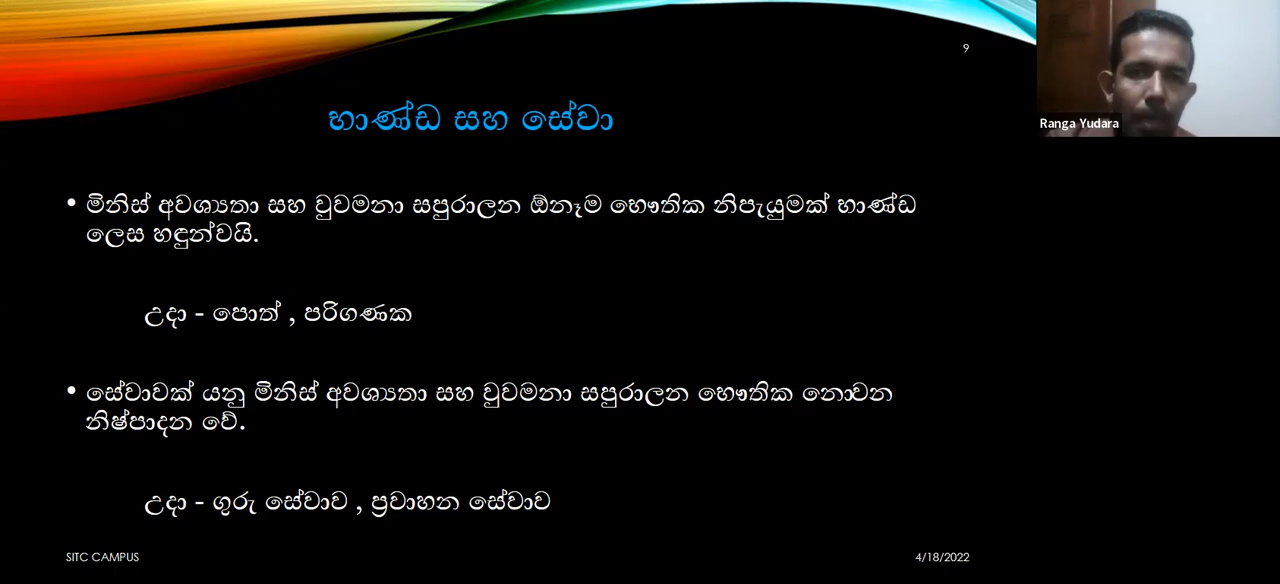 9
භාණ්ඩ සහ සේවා
Ranga Yudara
• මිනිස් අවශ්‍යතා සහ වුවමනා සපුරාලන ඕනෑම භෞතික නිපැයුමක් භාණ්ඩ
ලෙස හඳුන්වයි.
උදා - පොත් , පරිගණක
• සේවාවක් යනු මිනිස් අවශ්‍යතා සහ වුවමනා සපුරාලන භෞතික නොවන
නිෂ්පාදන වේ.
උදා - ගුරු සේවාව , ප්‍රවාහන සේවාව
SITC CAMPUS
4/18/2022